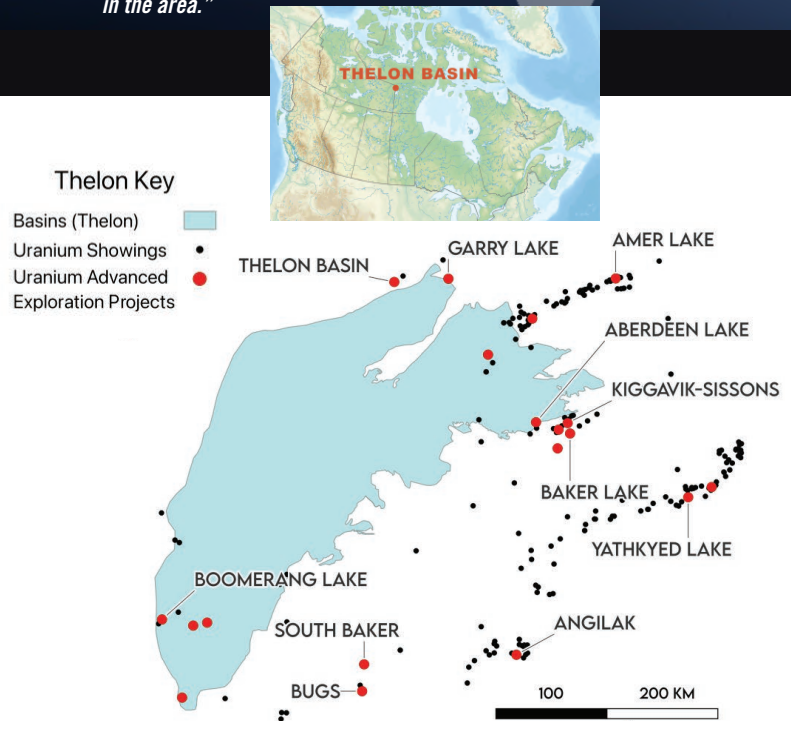 in the area."
THELON BASIN
Thelon Key
Basins (Thelon)
Uranium Showings
Uranium Advanced
Exploration Projects
THELON BASIN
GARRY LAKE
AMER LAKE
ABERDEEN LAKE
KIGGAVIK-SISSONS
BAKER LAKE
YATHKYED LAKE
BOOMERANG LAKE
SOUTH BAKER
BUGS
ANGILAK
100
200 KM